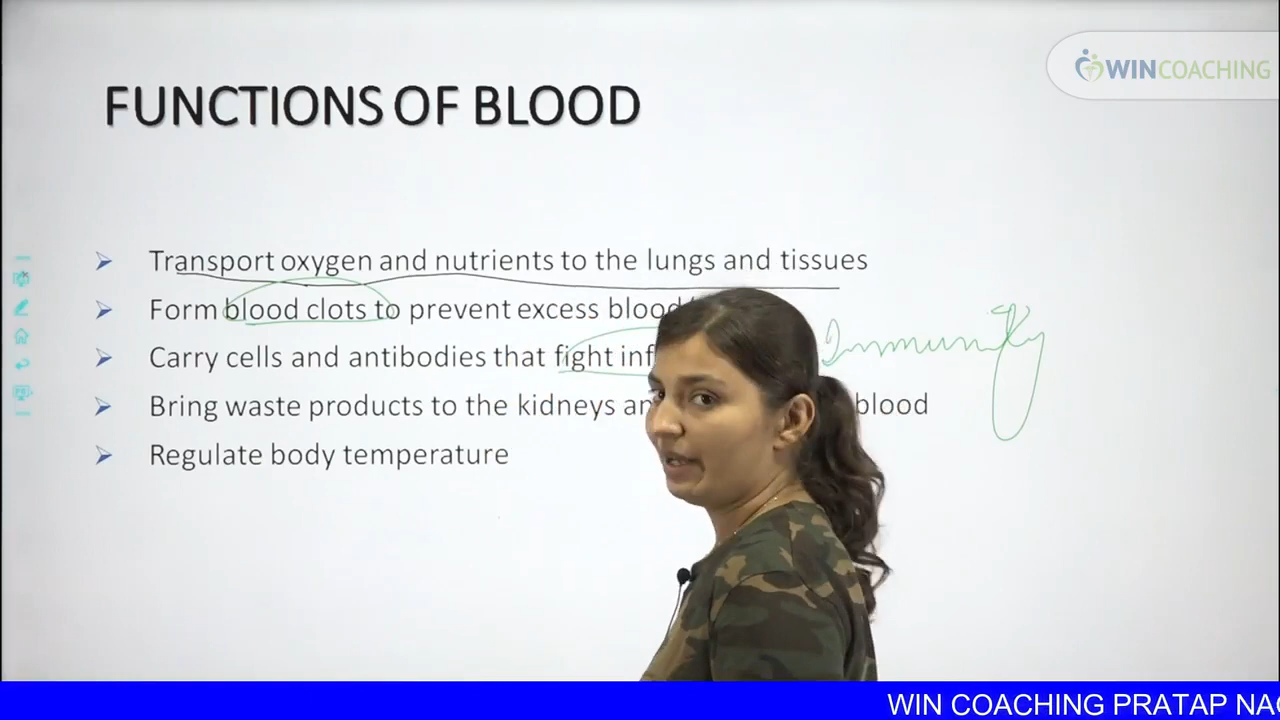 WINCOACHING
FUNCTIONS OF BLOOD
Transport oxygen and nutrients to the lungs and tissues
Form blood clots to prevent excess blood
Carry cells and antibodies that fight inf
Immunity
Bring waste products to the kidneys an blood
Regulate body temperature
WIN COACHING PRATAP NAG